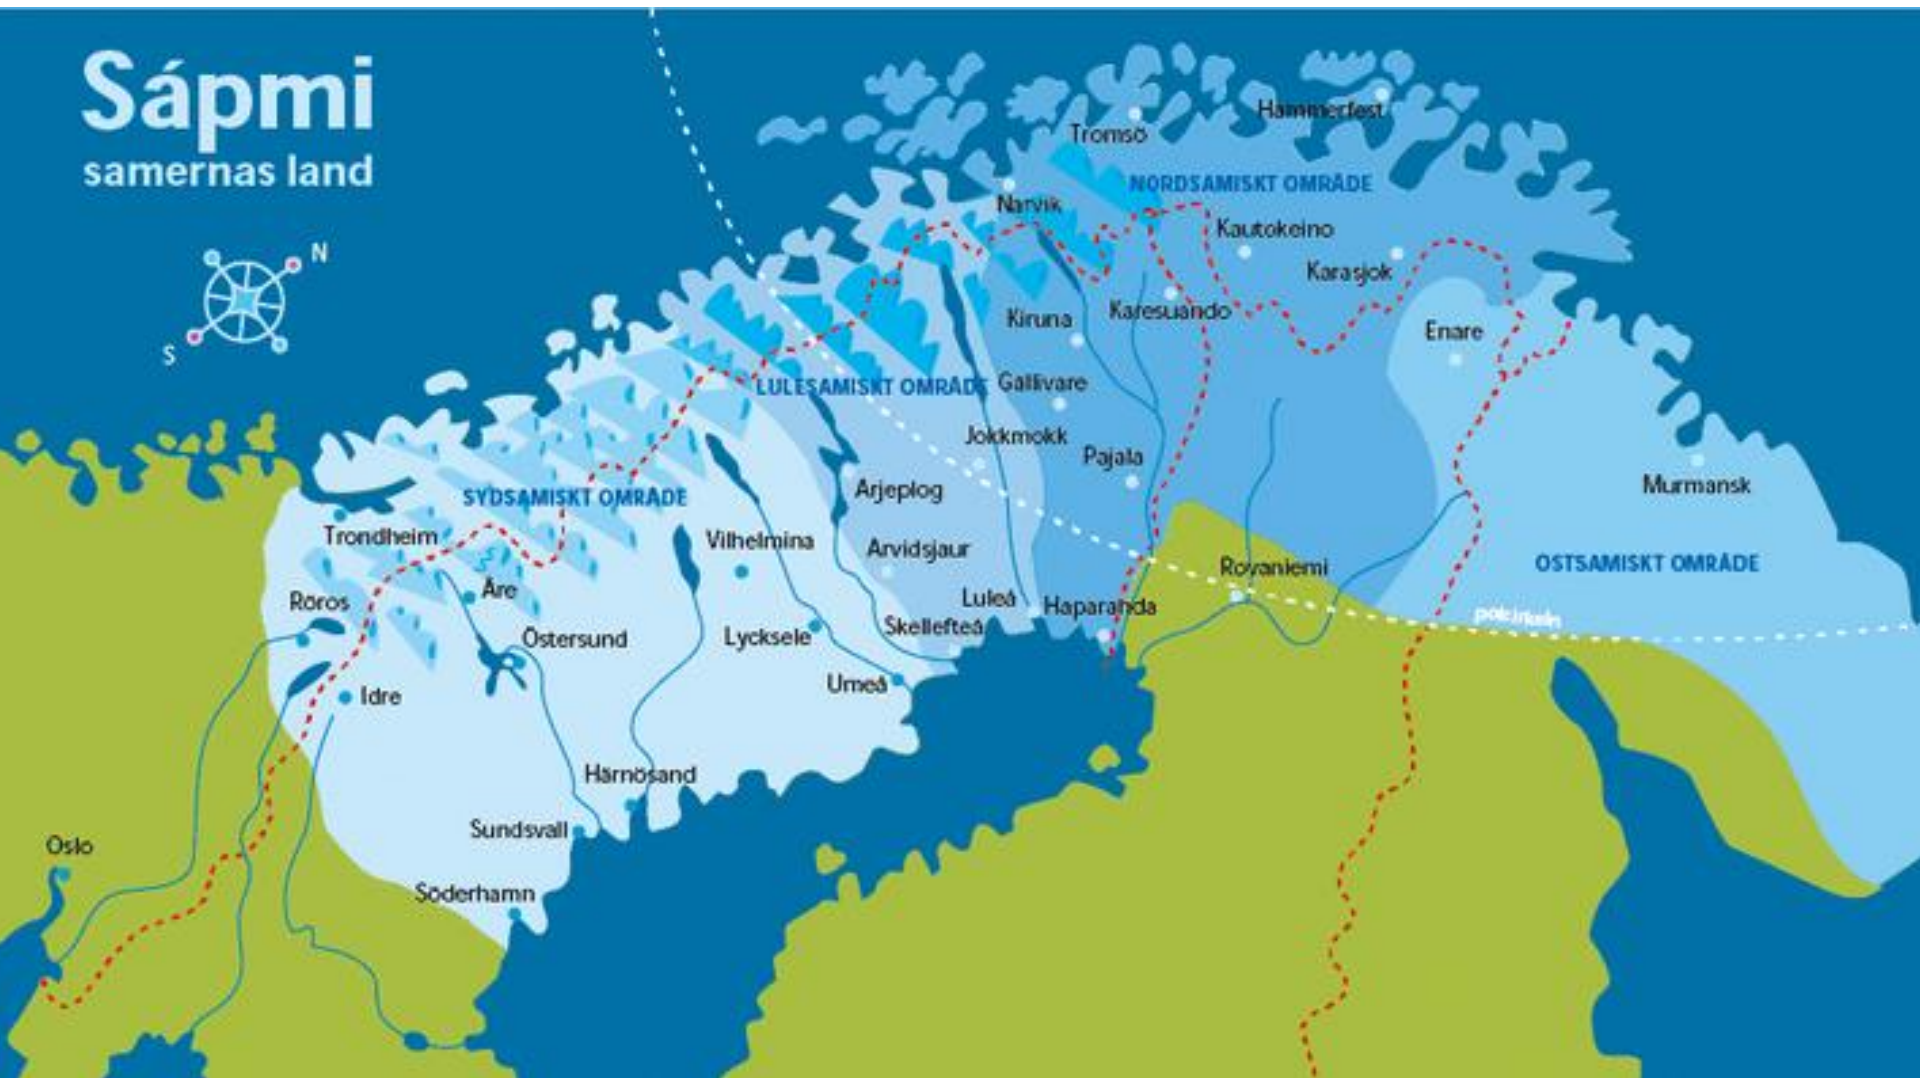 Sápmi
samernas land
N
S
Hammerfest
Tromsö
NORDSAMISKT OMRÅDE
Narvik
Kautokeino
Karasjok
Kiruna
Karesuando
Enare
LULESAMISKT OMRÅDE
Gällivare
Jokkmokk
Pajala
Murmansk
Arjeplog
SYDSAMISKT OMRÅDE
Trondheim
Vilhelmina
Arvidsjaur
Rovaniemi
ÖSTSAMISKT OMRÅDE
Åre
Röros
Luleå
Haparanda
polcirkeln
Östersund
Lycksele
Skellefteå
Umeå
Idre
Härnösand
Sundsvall
Oslo
Söderhamn